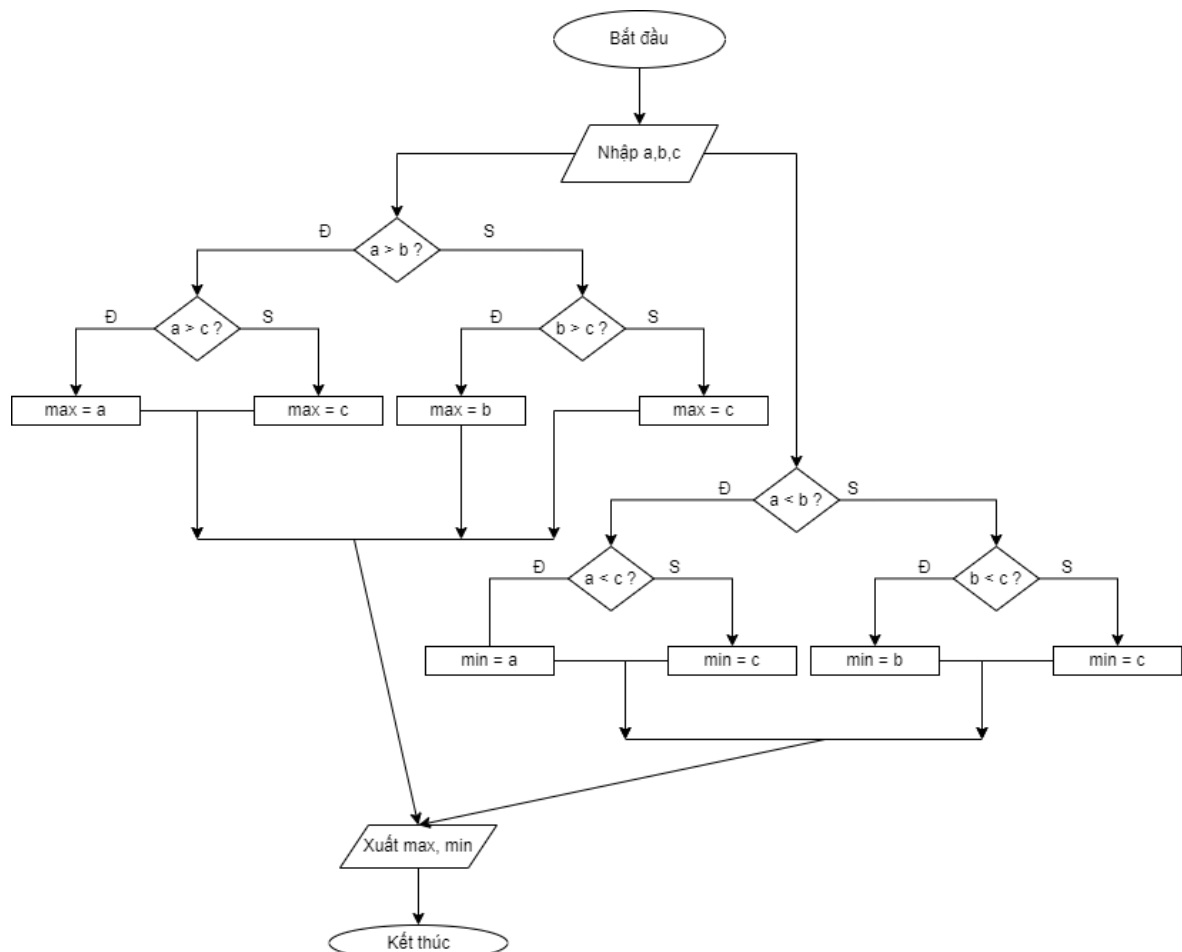 Bắt đầu
Nhập a,b,c
a > b ?
Đ
S
a > c ?
Đ
S
b > c ?
Đ
S
max = a
max = c
max = b
max = c
a < b ?
Đ
S
a < c ?
Đ
S
b < c ?
Đ
S
min = a
min = c
min = b
min = c
Xuất max, min
Kết thúc